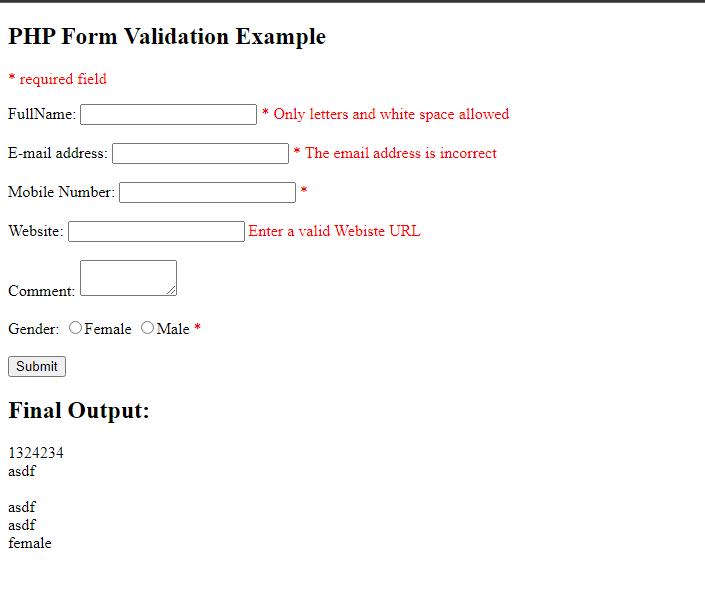 PHP Form Validation Example
* required field
FullName: * Only letters and white space allowed
E-mail address: * The email address is incorrect
Mobile Number: *
Website: Enter a valid Webiste URL
Comment:
Gender: Female Male *
Submit
Final Output:
1324234
asdf
asdf
asdf
female